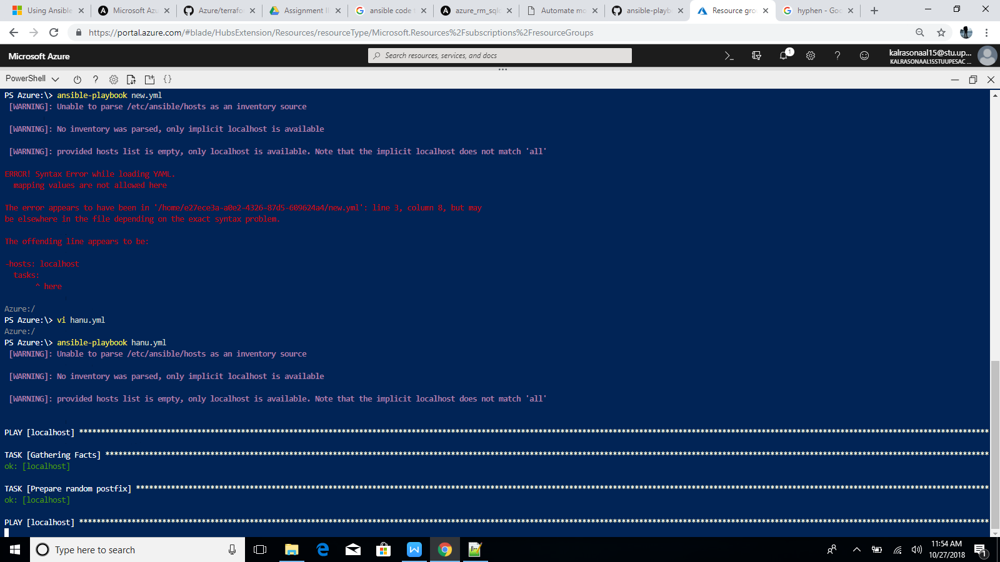 Using Ansible
Microsoft Azu
Azure/terrafo
Assignment II
ansible code f
azure_rm_sqld
Automate mo
ansible-playbo
Resource gro
hyphen - Goo
https://portal.azure.com/#blade/HubsExtension/Resources/resourceType/Microsoft.Resources%2Fsubscriptions%2FresourceGroups
Microsoft Azure
Search resources, services, and docs
1
kalrasonaal15@stu.up...
KALRASONAAL15STUUPESAC ...
PowerShell
PS Azure:\> ansible-playbook new.yml
[WARNING]: Unable to parse /etc/ansible/hosts as an inventory source
[WARNING]: No inventory was parsed, only implicit localhost is available
[WARNING]: provided hosts list is empty, only localhost is available. Note that the implicit localhost does not match 'all'
ERROR! Syntax Error while loading YAML.
mapping values are not allowed here
The error appears to have been in '/home/e27ece3a-a0e2-4326-87d5-609624a4/new.yml': line 3, column 8, but may
be elsewhere in the file depending on the exact syntax problem.
The offending line appears to be:
-hosts: localhost
tasks:
^ here
Azure:/
PS Azure:\> vi hanu.yml
Azure:/
PS Azure:\> ansible-playbook hanu.yml
[WARNING]: Unable to parse /etc/ansible/hosts as an inventory source
[WARNING]: No inventory was parsed, only implicit localhost is available
[WARNING]: provided hosts list is empty, only localhost is available. Note that the implicit localhost does not match 'all'
PLAY [localhost] ****************************************************************
TASK [Gathering Facts] ****************************************************************
ok: [localhost]
TASK [Prepare random postfix] ****************************************************************
ok: [localhost]
PLAY [localhost] ****************************************************************
Type here to search
11:54 AM
10/27/2018
1